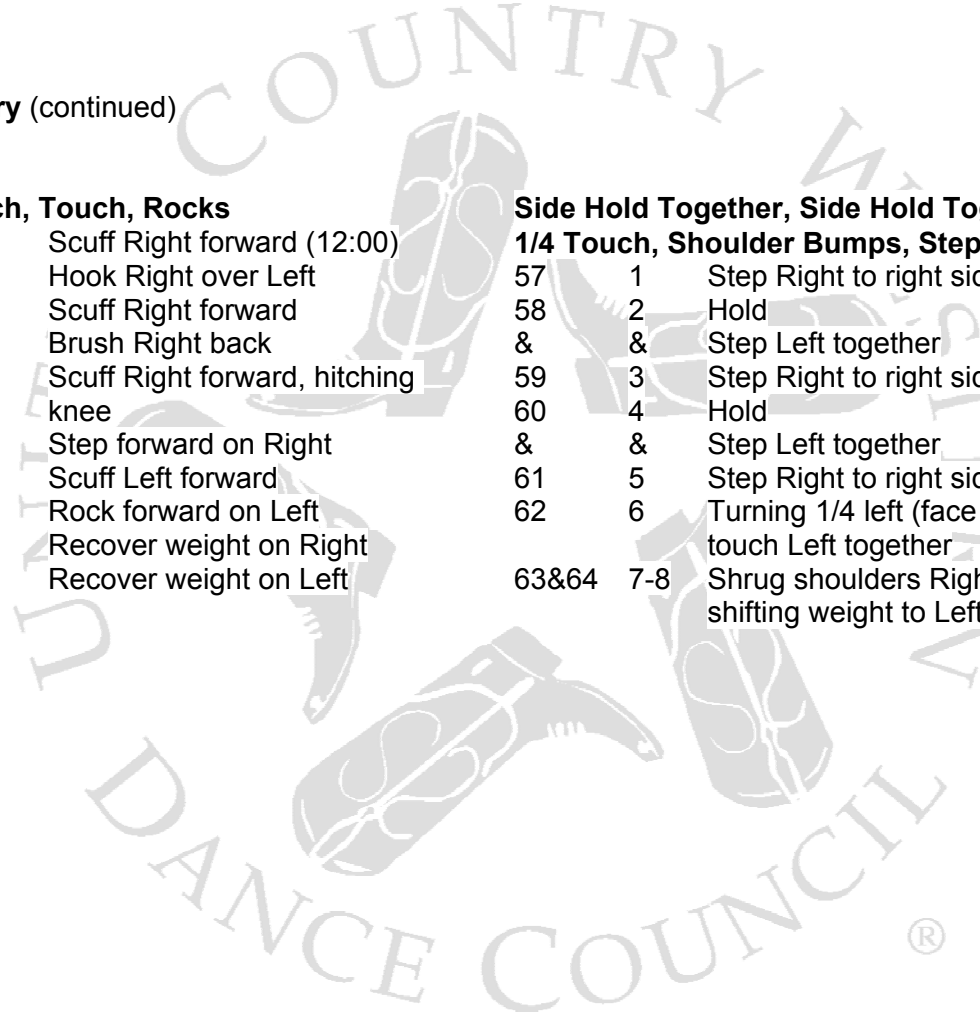 ry (continued)
ch, Touch, Rocks
Scuff Right forward (12:00)
Hook Right over Left
Scuff Right forward
Brush Right back
Scuff Right forward, hitching
knee
Step forward on Right
Scuff Left forward
Rock forward on Left
Recover weight on Right
Recover weight on Left
Side Hold Together, Side Hold To
1/4 Touch, Shoulder Bumps, Step
57 1 Step Right to right sid
58 2 Hold
& & Step Left together
59 3 Step Right to right sid
60 4 Hold
& & Step Left together
61 5 Step Right to right sid
62 6 Turning 1/4 left (face
touch Left together
63&64 7-8 Shrug shoulders Righ
shifting weight to Left
COUNTRY
DANCE COUNCIL
®